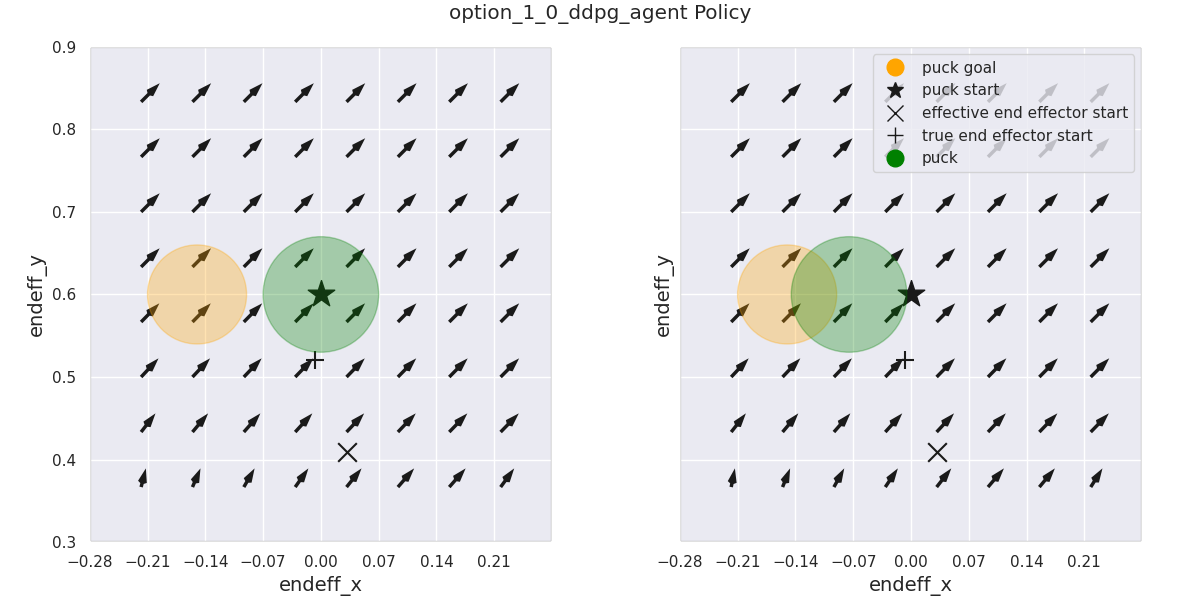 option_1_0_ddpg_agent Policy
0.9
0.8
0.7
0.6
0.5
0.4
0.3
endeff_y
−0.28 −0.21 −0.14 −0.07 0.00 0.07 0.14 0.21
endeff_x
puck goal
puck start
effective end effector start
true end effector start
puck
endeff_y
−0.28 −0.21 −0.14 −0.07 0.00 0.07 0.14 0.21
endeff_x